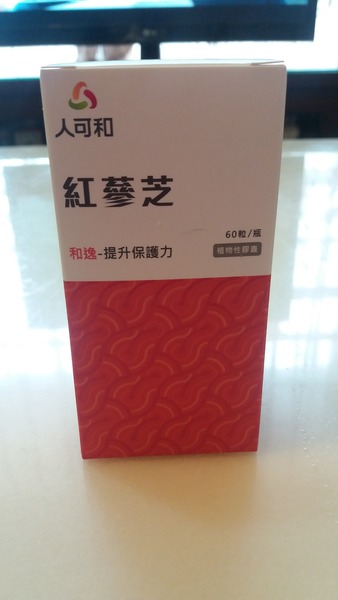 人可和
紅蔘芝
60粒/瓶
和逸-提升保護力
植物性膠囊